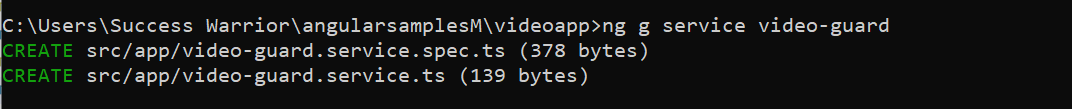 C:\Users\Success Warrior\angularsamplesM\videoapp>ng g service video-guard
CREATE src/app/video-guard.service.spec.ts (378 bytes)
CREATE src/app/video-guard.service.ts (139 bytes)